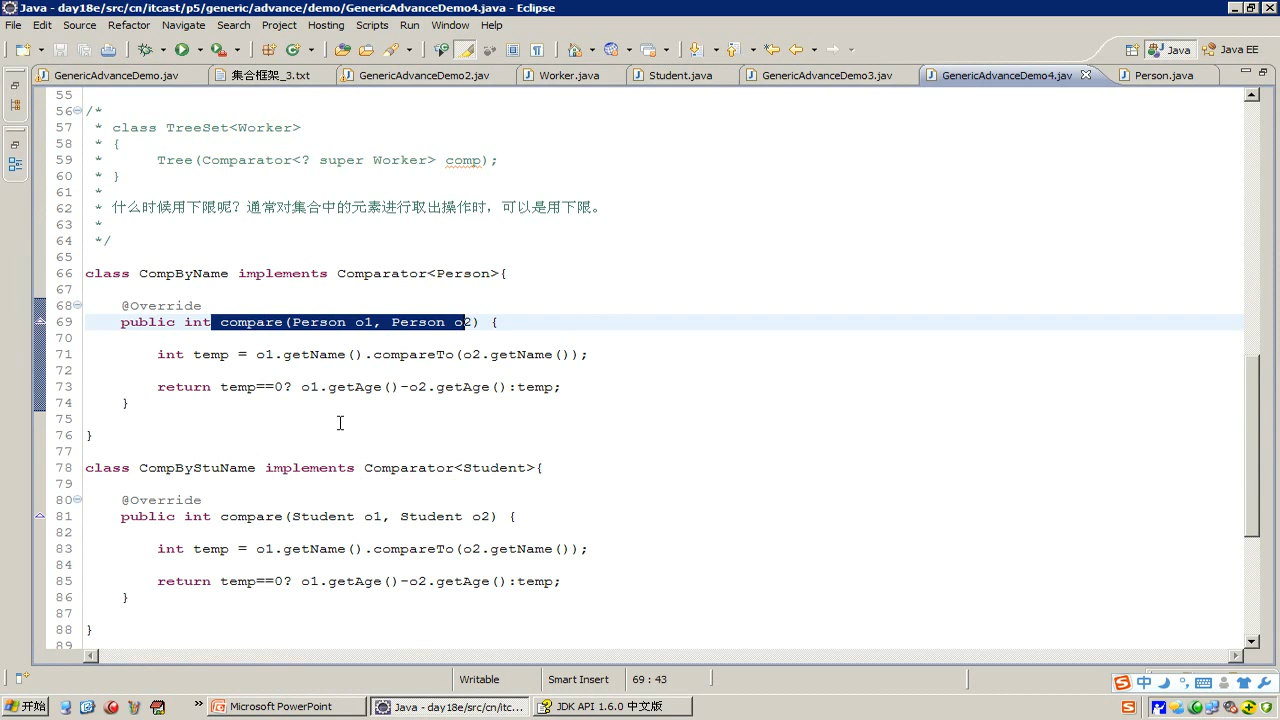 Java - day18e/src/cn/itcast/p5/generic/advance/demo/GenericAdvanceDemo4.java - Eclipse
File Edit Source Refactor Navigate Search Project Hosting Scripts Run Window Help
Java Java EE
GenericAdvanceDemo.jav 集合框架_3.txt GenericAdvanceDemo2.jav Worker.java Student.java GenericAdvanceDemo3.jav GenericAdvanceDemo4.jav Person.java
55
56 /*
57 * class TreeSet<Worker>
58 * {
59 * Tree(Comparator<? super Worker> comp);
60 * }
61 *
62 * 什么时候用下限呢？通常对集合中的元素进行取出操作时，可以是用下限。
63 *
64 */
65
66 class CompByName implements Comparator<Person>{
67
68 @Override
69 public int compare(Person o1, Person o2) {
70
71 int temp = o1.getName().compareTo(o2.getName());
72
73 return temp==0? o1.getAge()-o2.getAge():temp;
74 }
75
76 }
77
78 class CompByStuName implements Comparator<Student>{
79
80 @Override
81 public int compare(Student o1, Student o2) {
82
83 int temp = o1.getName().compareTo(o2.getName());
84
85 return temp==0? o1.getAge()-o2.getAge():temp;
86 }
87
88 }
89
Writable Smart Insert 69 : 43
中
开始 Microsoft PowerPoint Java - day18e/src/cn/itc... JDK API 1.6.0 中文版